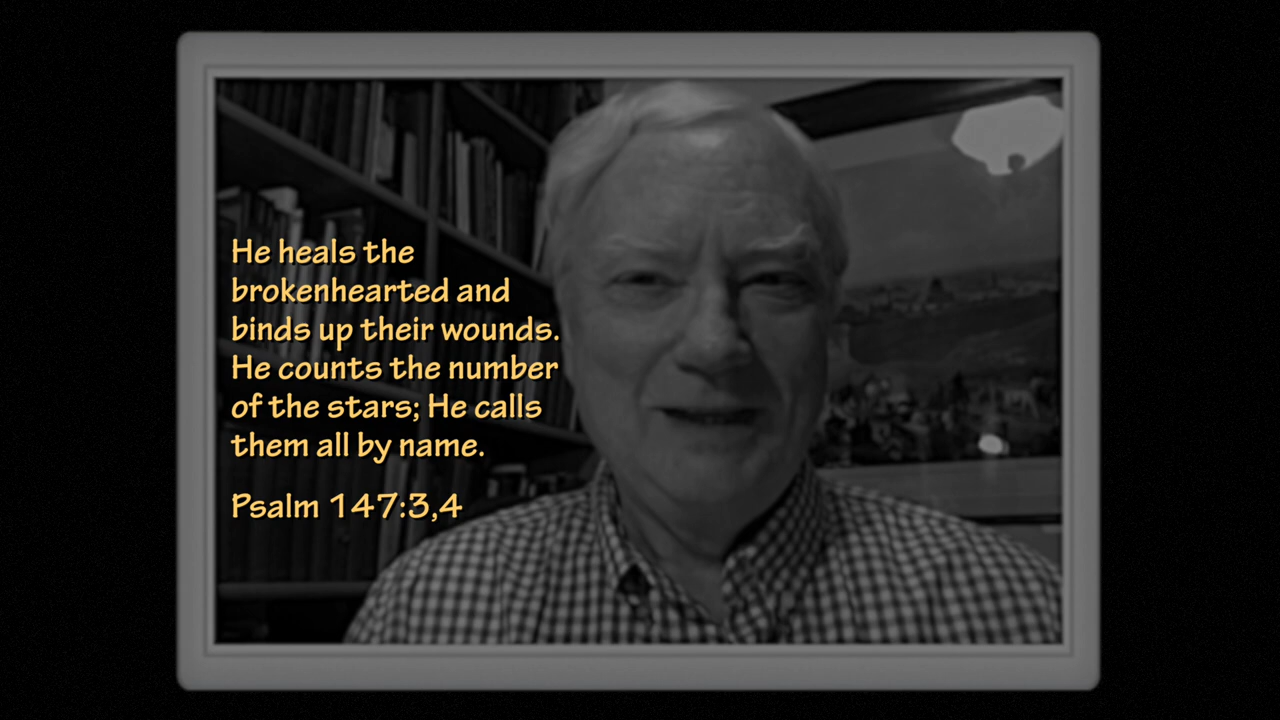 He heals the
brokenhearted and
binds up their wounds.
He counts the number
of the stars; He calls
them all by name.
Psalm 147:3,4